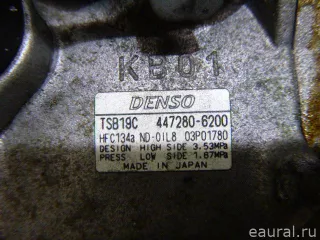 KB01
DENSO
TSB19C 447280-6200
HFC134a ND-OIL8 03P01780
DESIGN HIGH SIDE 3.53MPa
PRESS LOW SIDE 1.67MPa
MADE IN JAPAN
eaural.ru